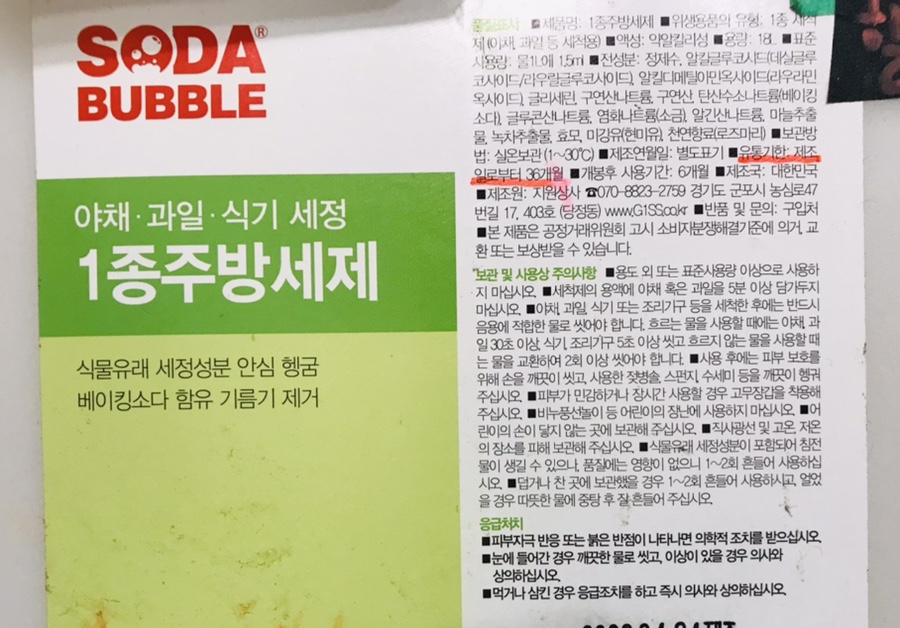 SODA®
BUBBLE
야채·과일·식기 세정
1종주방세제
식물유래 세정성분 안심 헹굼
베이킹소다 함유 기름기 제거
품질표시 ■제품명: 1종주방세제 ■위생용품의 유형: 1종 세척
제(야채, 과일 등 세척용) ■액성: 약알칼리성 ■용량: 18L ■표준
사용량: 물1L에 1.5ml ■전성분: 정제수, 알킬글루코시드(데실글루
코사이드/라우릴글루코사이드), 알킬디메틸아민옥사이드(라우라민
옥사이드), 글리세린, 구연산나트륨, 구연산, 탄산수소나트륨(베이킹
소다), 글루콘산나트륨, 염화나트륨(소금), 알긴산나트륨, 마늘추출
물, 녹차추출물, 효모, 미강유(현미유), 천연향료(로즈마리) ■보관방
법: 실온보관 (1~30℃) ■제조연월일: 별도표기 ■유통기한: 제조
일로부터 36개월 ■개봉후 사용기간: 6개월 ■제조국: 대한민국
■제조원: 지원상사 ☎070-8823-2759 경기도 군포시 농심로47
번길 17, 403호 (당정동) www.G1SS.co.kr ■반품 및 문의: 구입처
■본 제품은 공정거래위원회 고시 소비자분쟁해결기준에 의거, 교
환 또는 보상받을 수 있습니다.
*보관 및 사용상 주의사항 ■용도 외 또는 표준사용량 이상으로 사용하
지 마십시오. ■세척제의 용액에 야채 혹은 과일을 5분 이상 담가두지
마십시오. ■야채, 과일, 식기 또는 조리기구 등을 세척한 후에는 반드시
음용에 적합한 물로 씻어야 합니다. 흐르는 물을 사용할 때에는 야채, 과
일 30초 이상, 식기, 조리기구 5초 이상 씻고 흐르지 않는 물을 사용할 때
는 물을 교환하여 2회 이상 씻어야 합니다. ■사용 후에는 피부 보호를
위해 손을 깨끗이 씻고, 사용한 젖병솔, 스펀지, 수세미 등을 깨끗이 헹궈
주십시오. ■피부가 민감하거나 장시간 사용할 경우 고무장갑을 착용해
주십시오. ■비누풍선놀이 등 어린이의 장난에 사용하지 마십시오. ■어
린이의 손이 닿지 않는 곳에 보관해 주십시오. ■직사광선 및 고온, 저온
의 장소를 피해 보관해 주십시오. ■식물유래 세정성분이 포함되어 침전
물이 생길 수 있으나, 품질에는 영향이 없으니 1~2회 흔들어 사용하십
시오. ■덥거나 찬 곳에 보관했을 경우 1~2회 흔들어 사용하시고, 얼었
을 경우 따뜻한 물에 중탕 후 잘 흔들어 주십시오.
응급처치
■피부자극 반응 또는 붉은 반점이 나타나면 의학적 조치를 받으십시오.
■눈에 들어간 경우 깨끗한 물로 씻고, 이상이 있을 경우 의사와
상의하십시오.
■먹거나 삼킨 경우 응급조치를 하고 즉시 의사와 상의하십시오.